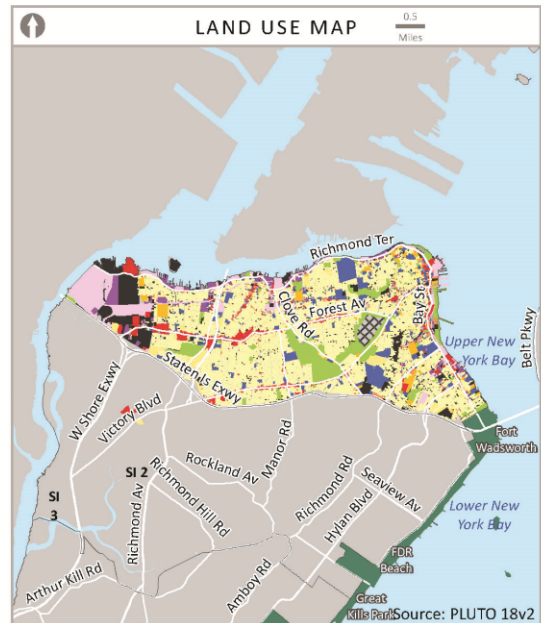 LAND USE MAP
0.5
Miles
Richmond Ter
Forest Av
Clove Rd
Bay St
Upper New
York Bay
Belt Pkwy
Statenis Exwy
W Shore Exwy
Victory Blvd
Fort
Wadsworth
Manor Rd
Rockland Av
SI 2
Richmond Rd
Seaview Av
SI
3
Richmond Av
Richmond Hill Rd
Hylan Blvd
Lower New
York Bay
FDR
Beach
Arthur Kill Rd
Amboy Rd
Great
Kills Park
Source: PLUTO 18v2